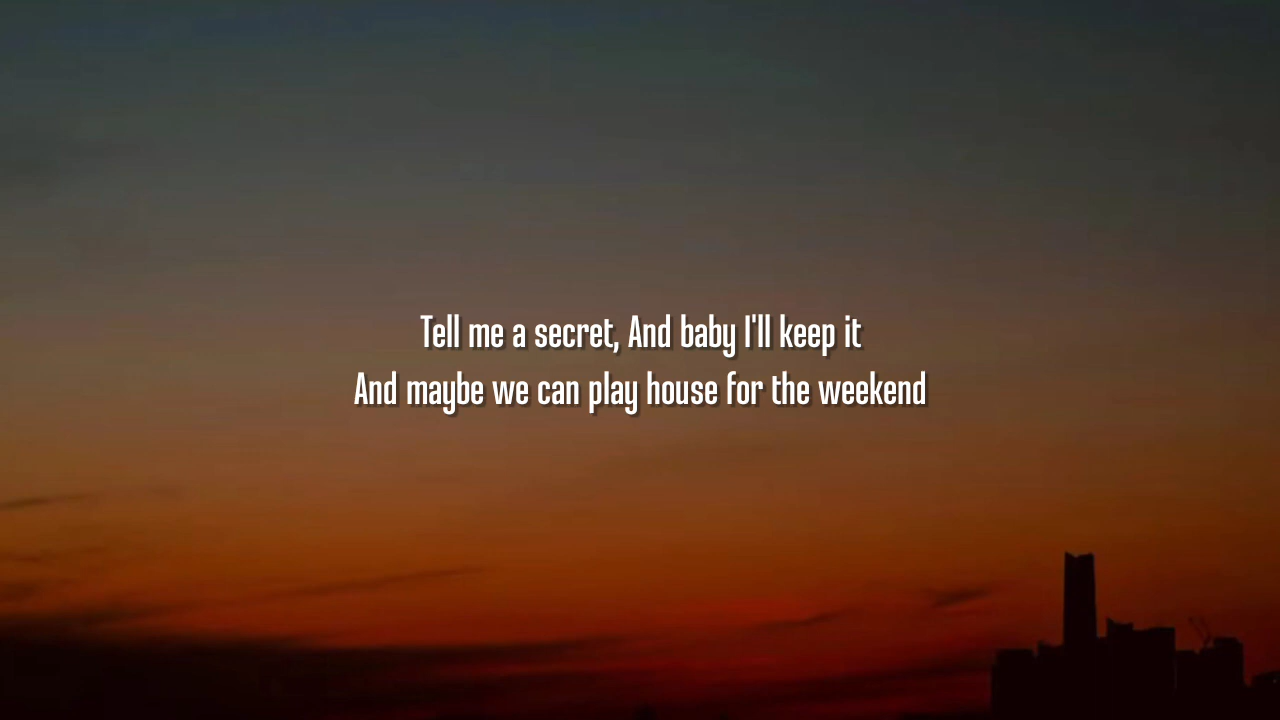 Tell me a secret, And baby I'll keep it
And maybe we can play house for the weekend